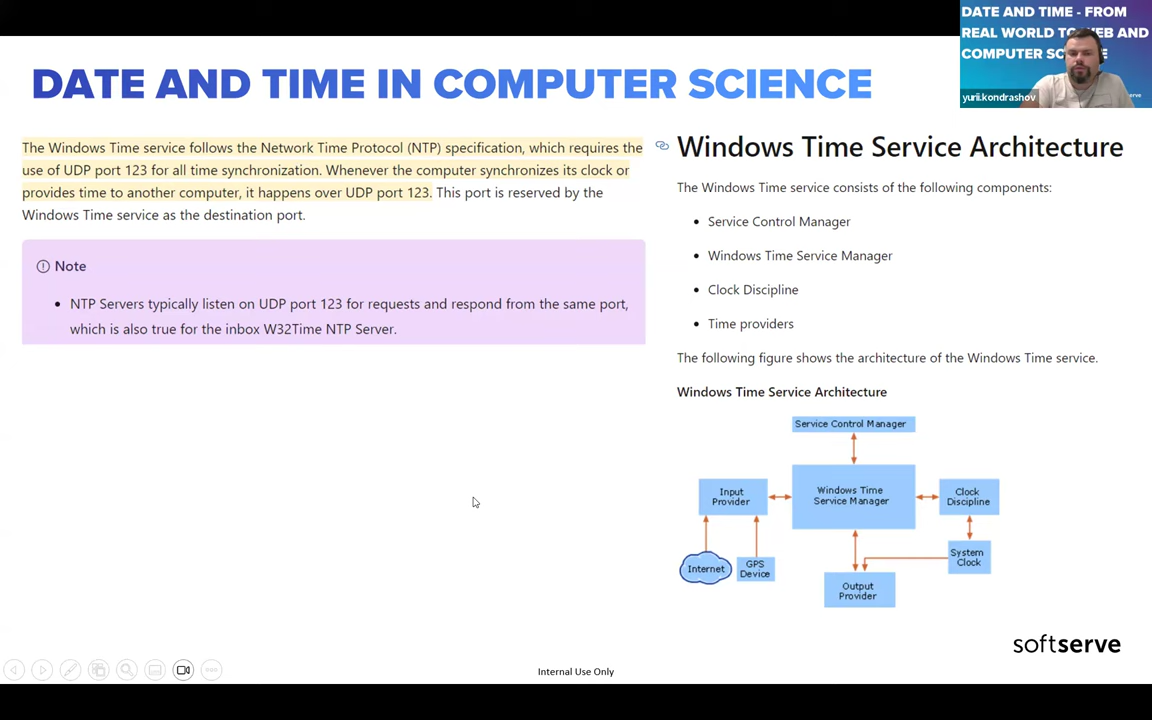 DATE AND TIME - FROM
REAL WORLD TO WEB AND
COMPUTER
yurii.kondrashov
DATE AND TIME IN COMPUTER SCIENCE
The Windows Time service follows the Network Time Protocol (NTP) specification, which requires the
use of UDP port 123 for all time synchronization. Whenever the computer synchronizes its clock or
provides time to another computer, it happens over UDP port 123. This port is reserved by the
Windows Time service as the destination port.
Note
• NTP Servers typically listen on UDP port 123 for requests and respond from the same port,
which is also true for the inbox W32Time NTP Server.
Windows Time Service Architecture
The Windows Time service consists of the following components:
• Service Control Manager
• Windows Time Service Manager
• Clock Discipline
• Time providers
The following figure shows the architecture of the Windows Time service.
Windows Time Service Architecture
Service Control Manager
Input
Provider
Windows Time
Service Manager
Clock
Discipline
Internet
GPS
Device
System
Clock
Output
Provider
softserve
Internal Use Only